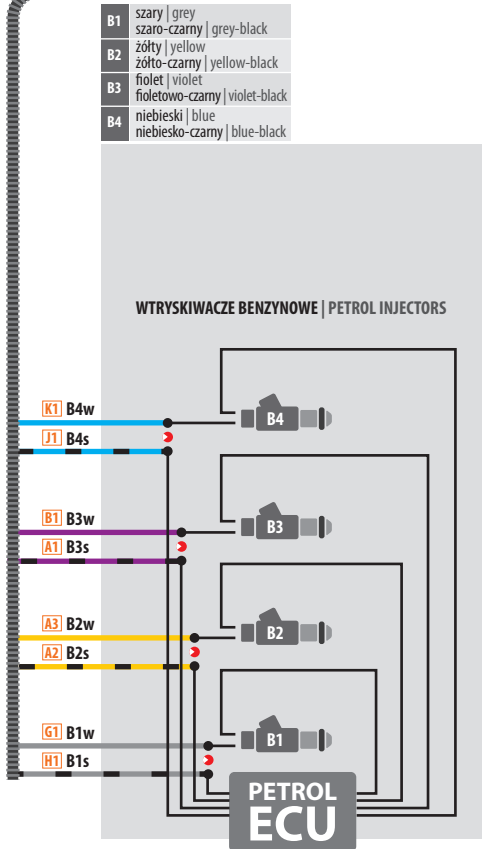 B1
szary | grey
szaro-czarny | grey-black
B2
żółty | yellow
żółto-czarny | yellow-black
B3
fiolet | violet
fioletowo-czarny | violet-black
B4
niebieski | blue
niebiesko-czarny | blue-black
WTRYSKIWACZE BENZYNOWE | PETROL INJECTORS
K1 B4w
J1 B4s
B4
B1 B3w
A1 B3s
B3
A3 B2w
A2 B2s
B2
G1 B1w
H1 B1s
B1
PETROL
ECU